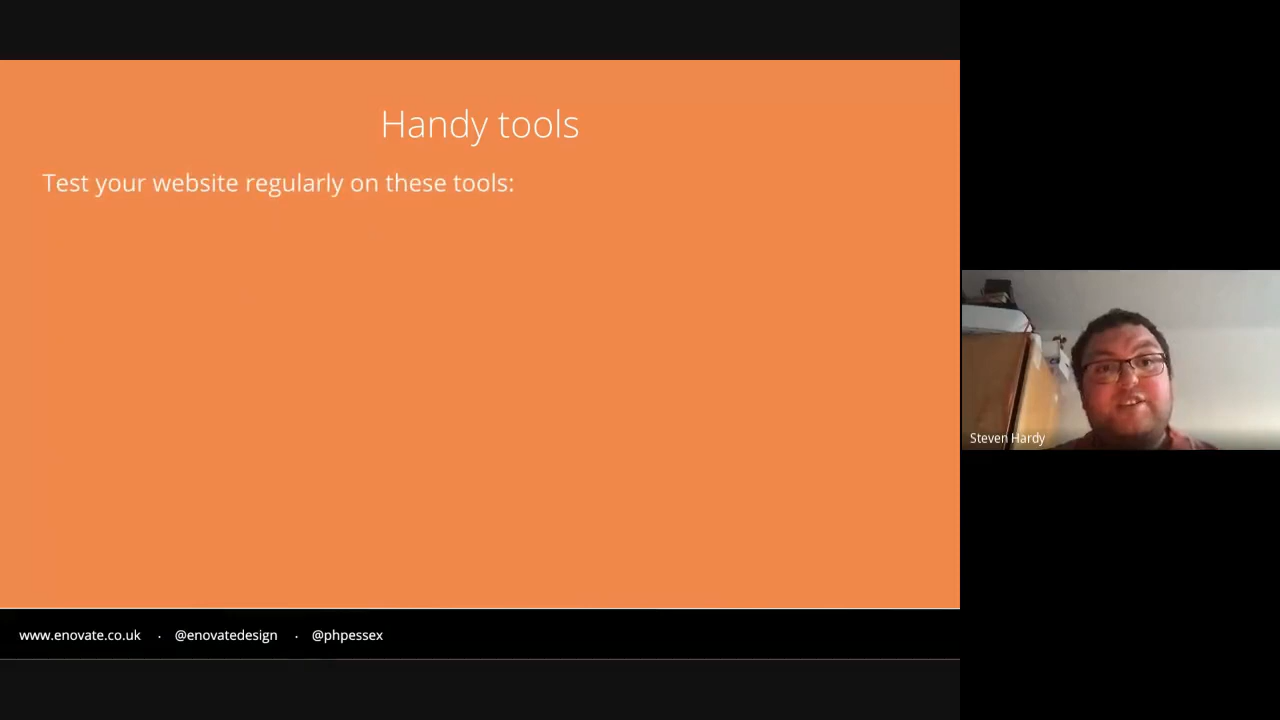 Handy tools
Test your website regularly on these tools:
Steven Hardy
www.enovate.co.uk · @enovatedesign · @phpessex